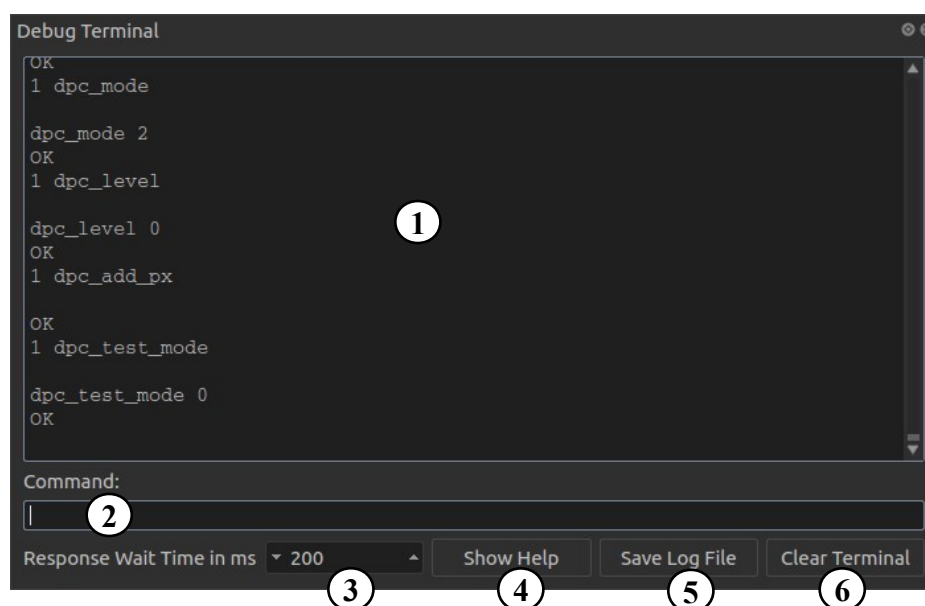 Debug Terminal
OK
1 dpc_mode
dpc_mode 2
OK
1 dpc_level
dpc_level 0
OK
1 dpc_add_px
OK
1 dpc_test_mode
dpc_test_mode 0
OK
1
Command:
2
Response Wait Time in ms 200 Show Help Save Log File Clear Terminal
3 4 5 6